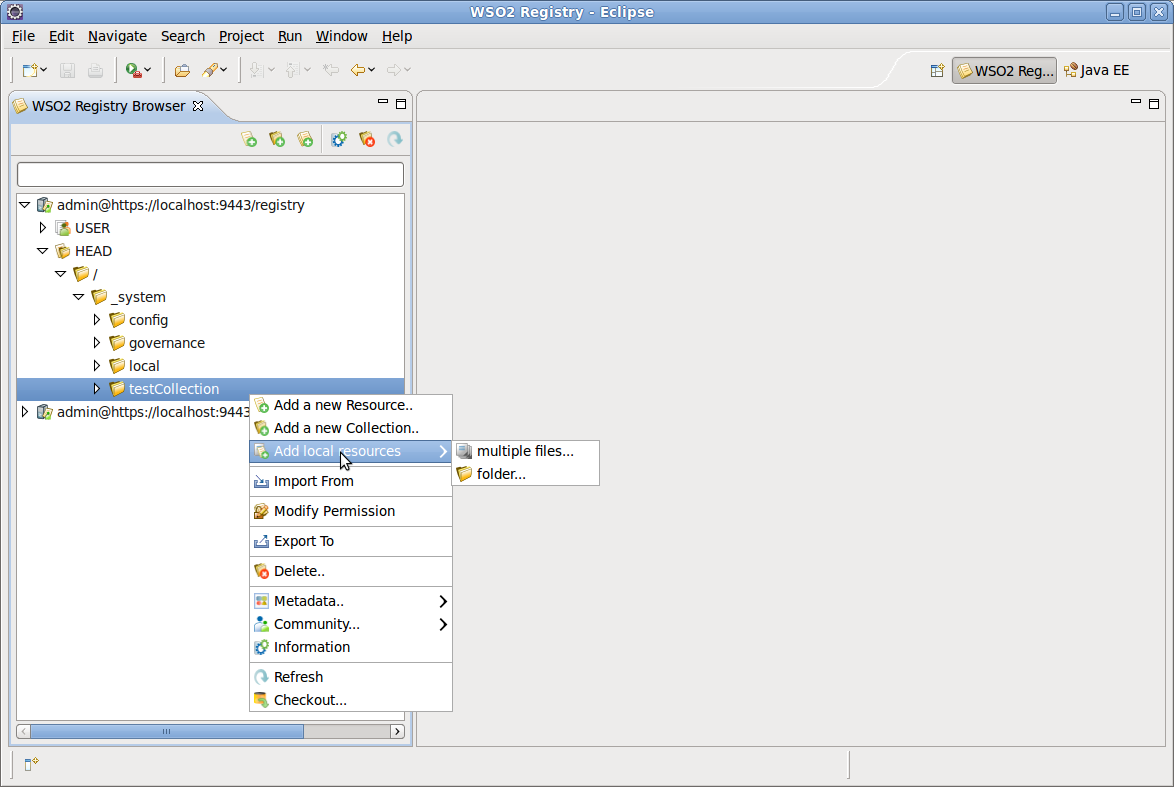 WSO2 Registry - Eclipse
File Edit Navigate Search Project Run Window Help
WSO2 Reg... Java EE
WSO2 Registry Browser
admin@https://localhost:9443/registry
USER
HEAD
/
_system
config
governance
local
testCollection
admin@https://localhost:9443
Add a new Resource..
Add a new Collection..
Add local resources
multiple files...
folder...
Import From
Modify Permission
Export To
Delete..
Metadata..
Community...
Information
Refresh
Checkout...